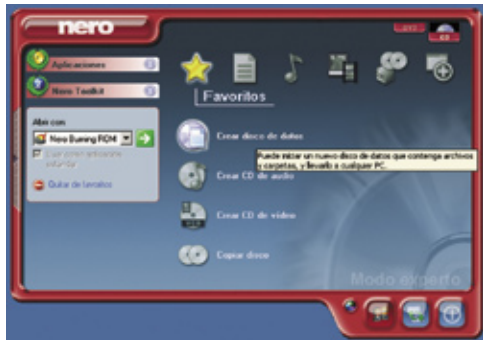 nero
CD
Aplicaciones
Nero Toolkit
Favoritos
Abrir con:
Nero Burning ROM
Quitar de favoritos
Crear disco de datos
Puede iniciar un nuevo disco de datos que contenga archivos
y carpetas, y llevarlo a cualquier PC.
Crear CD de audio
Crear CD de vídeo
Copiar disco
Modo experto